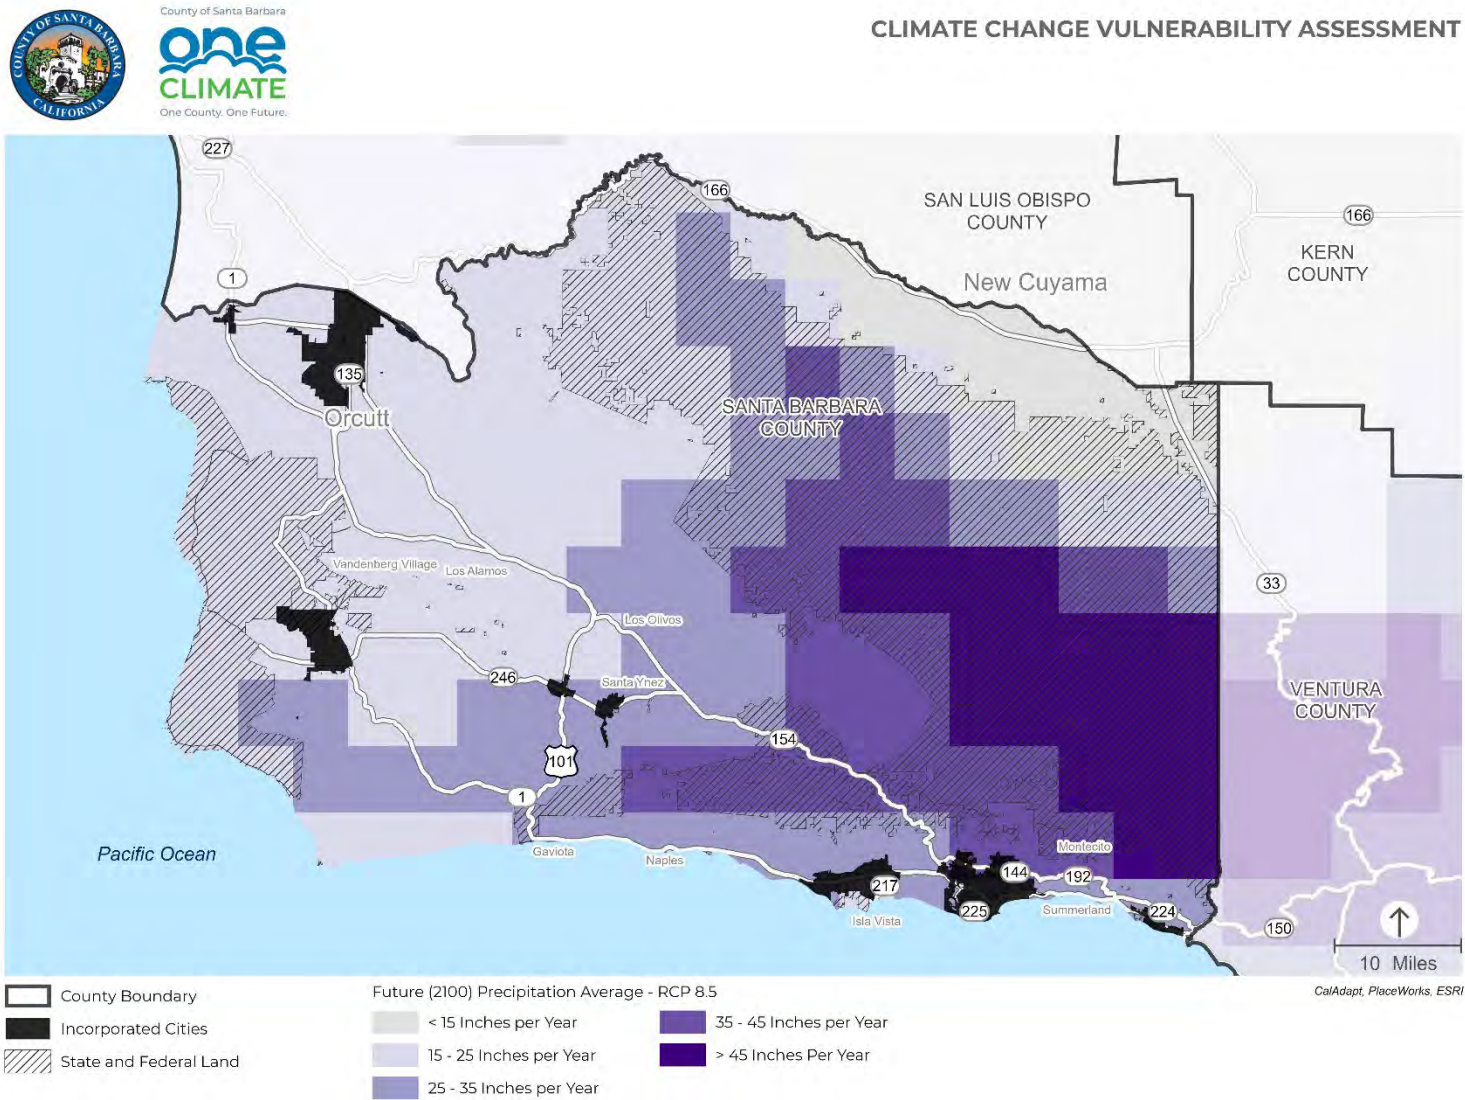 COUNTY OF SANTA BARBARA
CALIFORNIA
County of Santa Barbara
one
CLIMATE
One County. One Future.
CLIMATE CHANGE VULNERABILITY ASSESSMENT
227
166
SAN LUIS OBISPO
COUNTY
166
KERN
COUNTY
1
New Cuyama
135
Orcutt
SANTA BARBARA
COUNTY
Vandenberg Village
Los Alamos
33
Los Olivos
246
Santa Ynez
VENTURA
COUNTY
154
101
1
Pacific Ocean
Gaviota
Naples
Montecito
144
192
217
225
Isla Vista
Summerland
224
150
10 Miles
CalAdapt, PlaceWorks, ESRI
County Boundary
Incorporated Cities
State and Federal Land
Future (2100) Precipitation Average - RCP 8.5
< 15 Inches per Year
15 - 25 Inches per Year
25 - 35 Inches per Year
35 - 45 Inches per Year
> 45 Inches Per Year